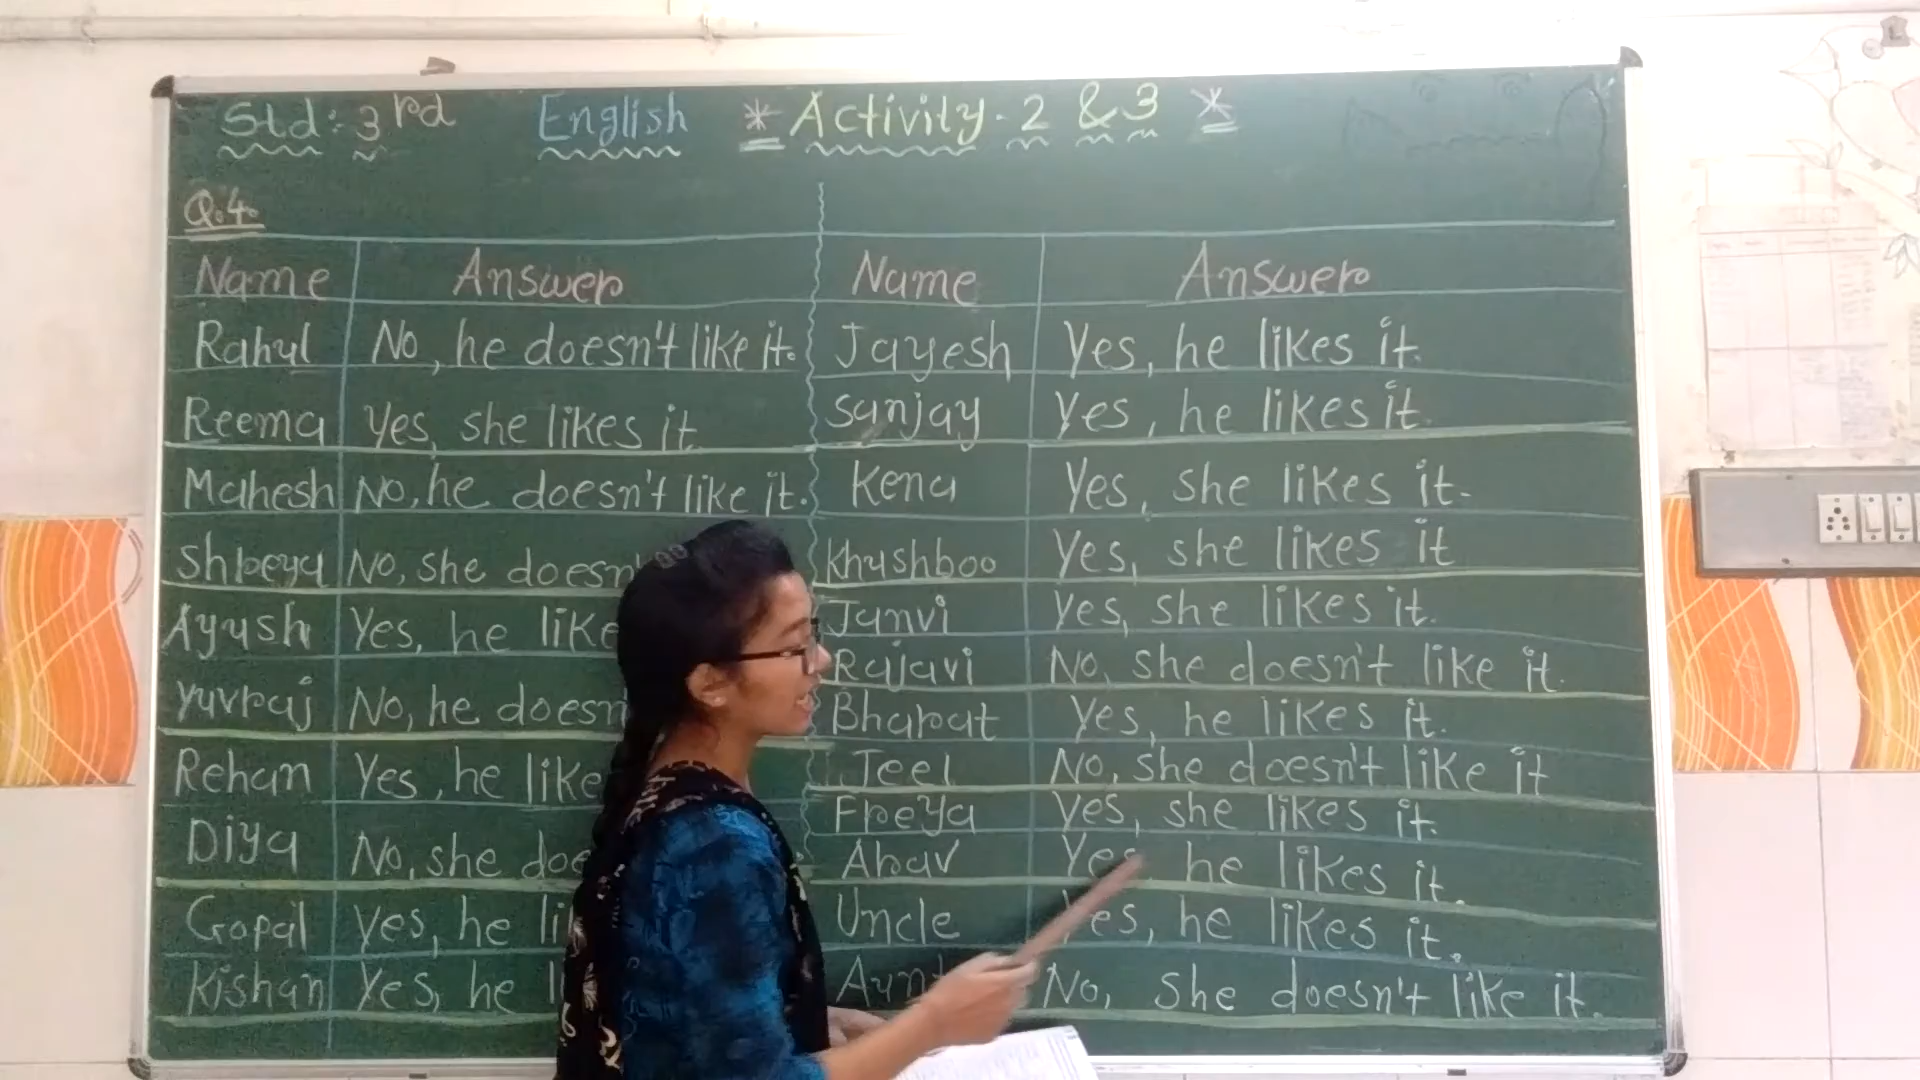 Std:- 3rd English * Activity-2 & 3 *
Q.4.
Name Answer
Rahul No, he doesn't like it.
Reema Yes, she likes it
Mahesh No, he doesn't like it.
Shreya No, she doesn
Ayush Yes, he like
Yuvraj No, he doesn
Rehan Yes, he like
Diya No, she doe
Gopal Yes, he li
Kishan Yes, he l
Name Answer
Jayesh Yes, he likes it.
Sanjay Yes, he likes it.
Kena Yes, she likes it.
Khushboo Yes, she likes it
Janvi Yes, she likes it.
Rajavi No, she doesn't like it.
Bharat Yes, he likes it.
Jeel No, she doesn't like it
Freya Yes, she likes it.
Arav Yes he likes it.
Uncle Yes, he likes it.
Aunt No, She doesn't like it.